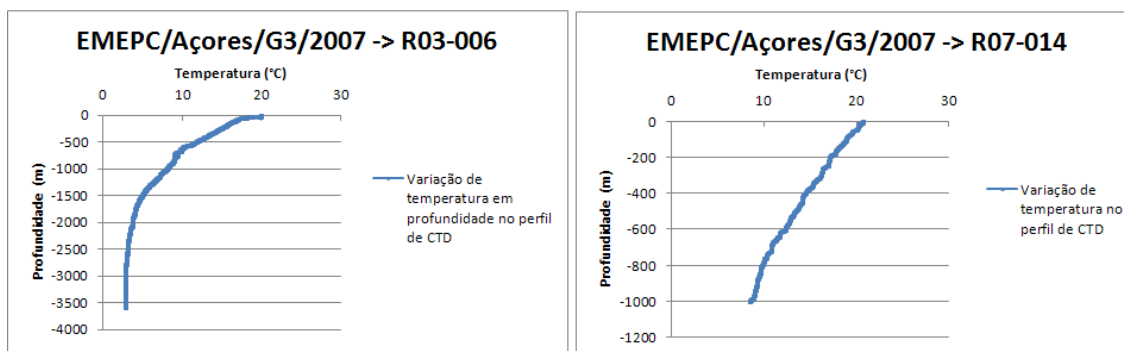 EMEPC/Açores/G3/2007 -> R03-006
Temperatura (°C)
0 10 20 30
0
-500
-1000
-1500
-2000
-2500
-3000
-3500
-4000
Profundidade (m)
Variação de
temperatura em
profundidade no perfil
de CTD
EMEPC/Açores/G3/2007 -> R07-014
Temperatura (°C)
0 10 20 30
0
-200
-400
-600
-800
-1000
-1200
Profundidade (m)
Variação de
temperatura no
perfil de CTD